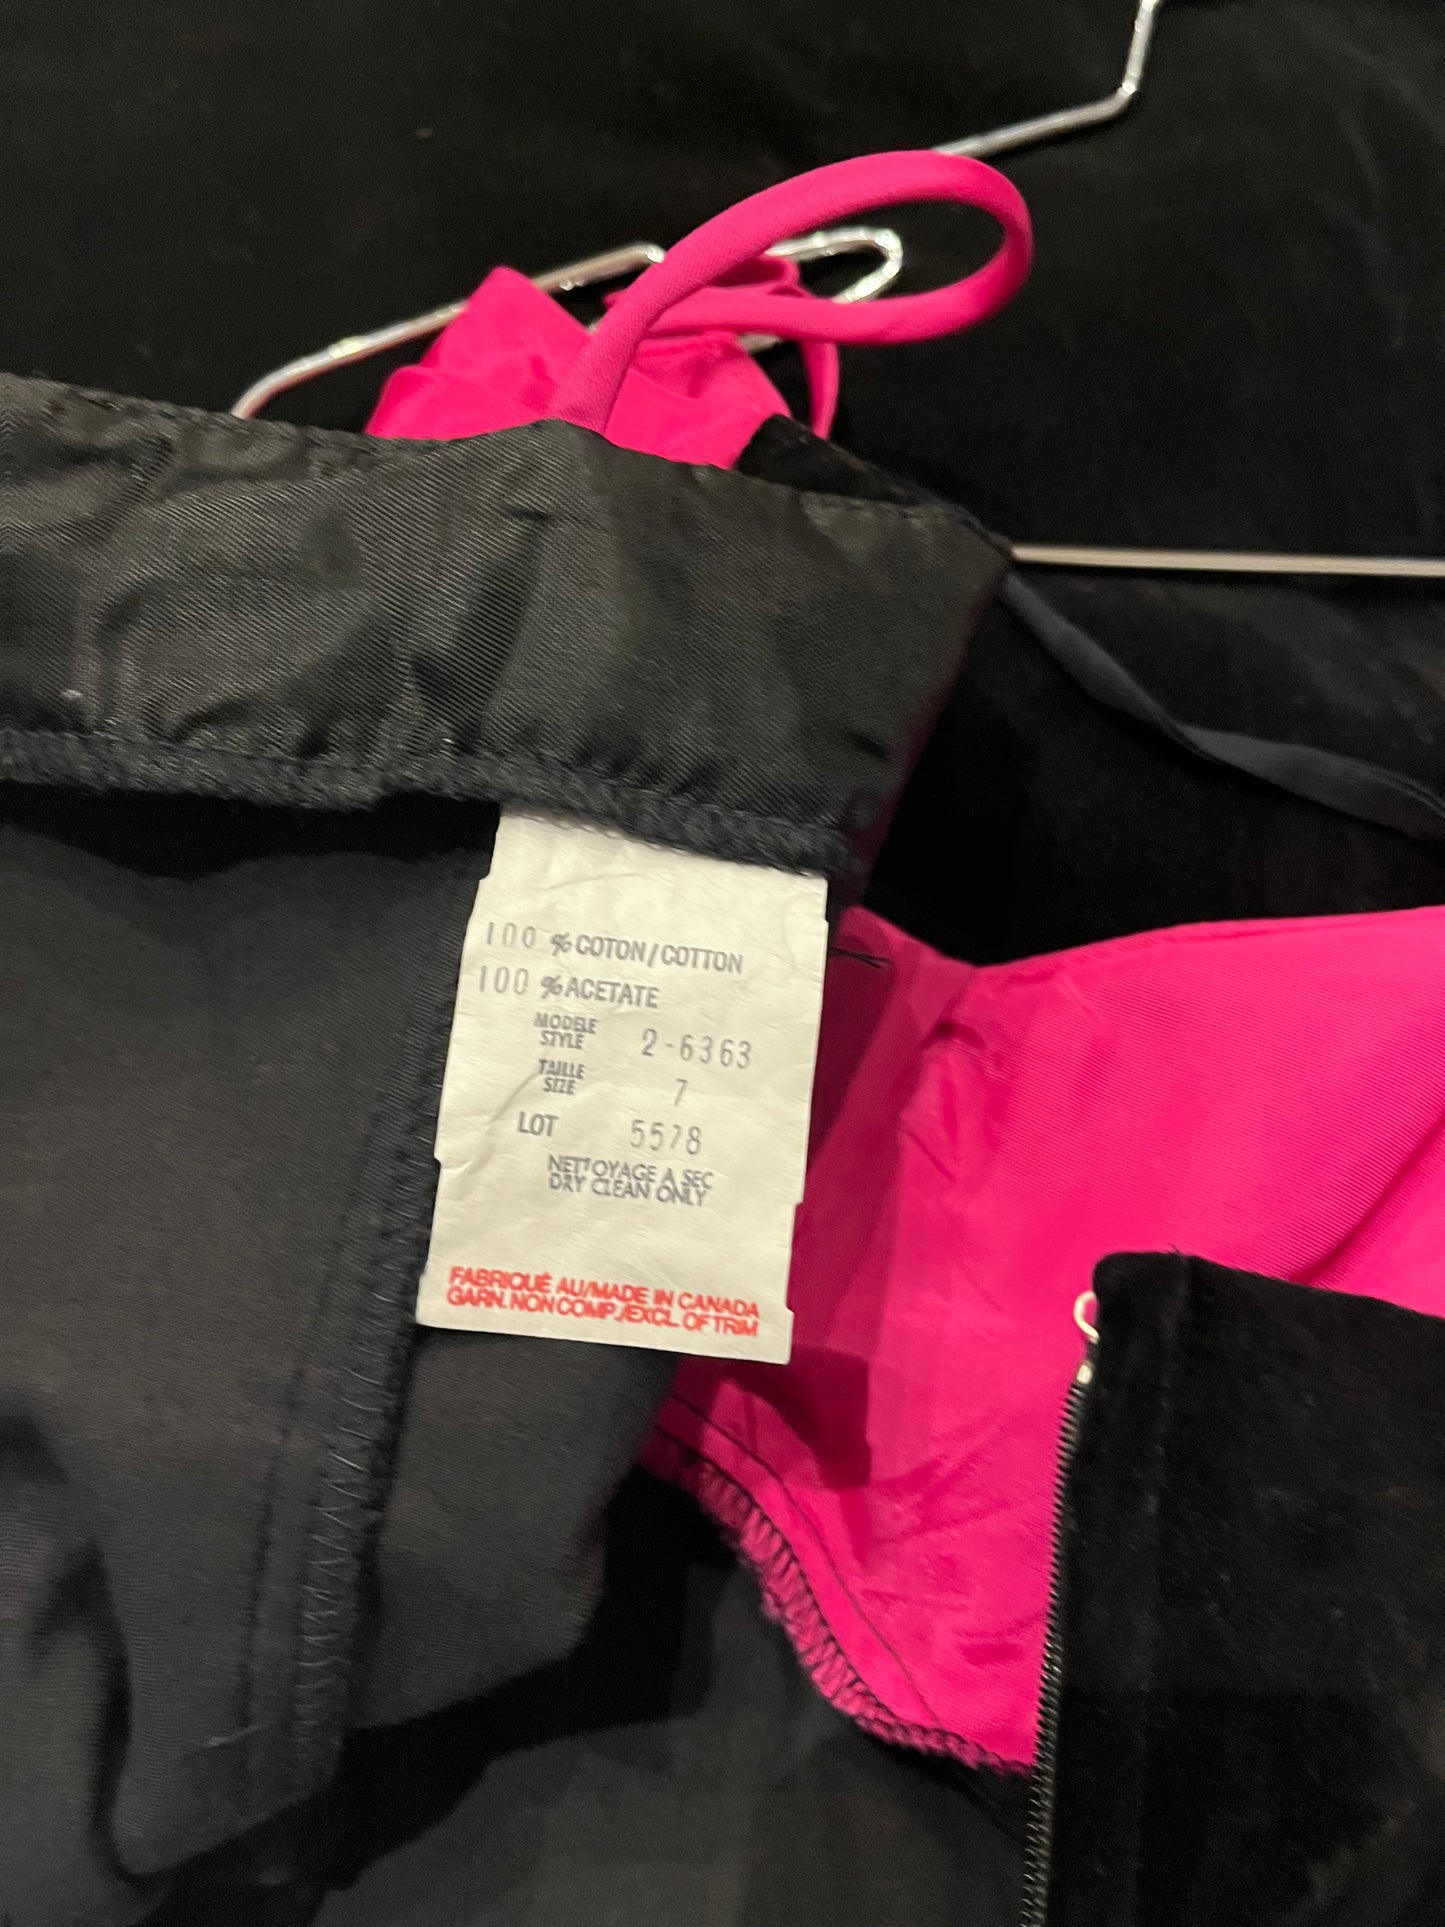 100 % COTON/COTTON
100 % ACETATE
MODELE
STYLE 2-6363
TAILLE
SIZE 7
LOT 5578
NETTOYAGE A SEC
DRY CLEAN ONLY
FABRIQUÉ AU/MADE IN CANADA
GARN. NON COMP./EXCL. OF TRIM